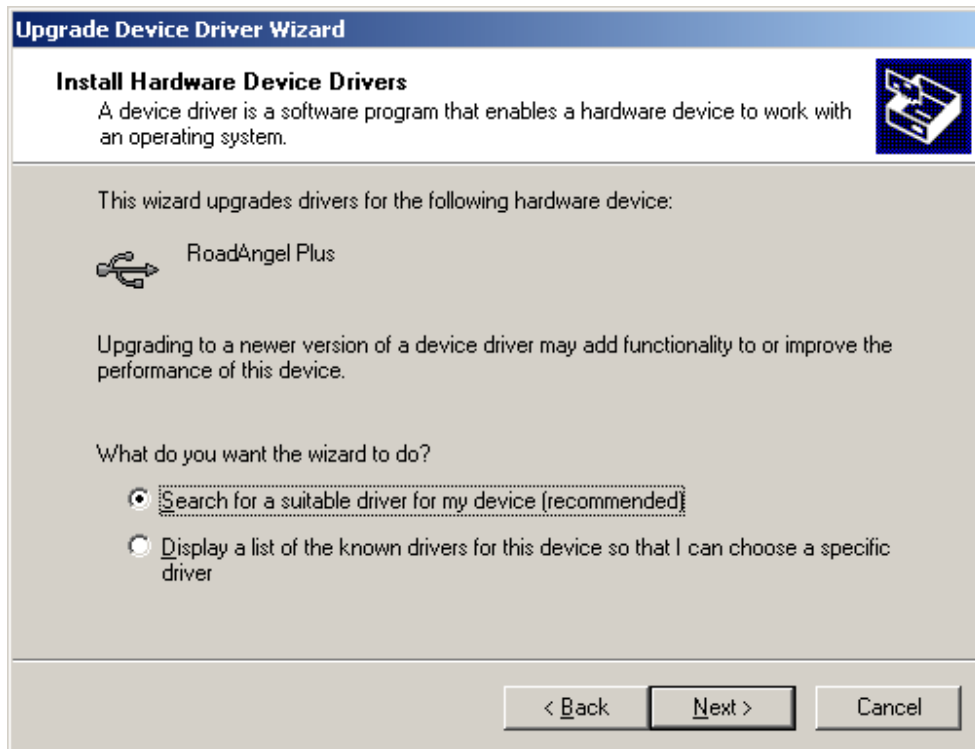 Upgrade Device Driver Wizard
Install Hardware Device Drivers
A device driver is a software program that enables a hardware device to work with
an operating system.
This wizard upgrades drivers for the following hardware device:
RoadAngel Plus
Upgrading to a newer version of a device driver may add functionality to or improve the
performance of this device.
What do you want the wizard to do?
Search for a suitable driver for my device (recommended)
Display a list of the known drivers for this device so that I can choose a specific
driver
< Back
Next >
Cancel